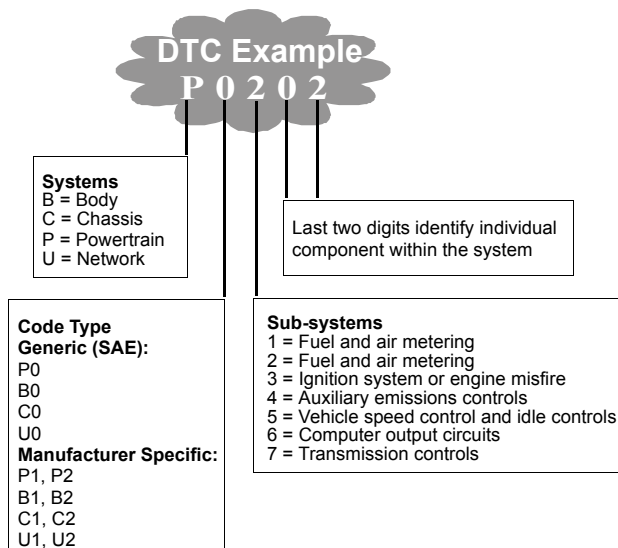 DTC Example
P 0 2 0 2
Systems
B = Body
C = Chassis
P = Powertrain
U = Network
Last two digits identify individual
component within the system
Code Type
Generic (SAE):
P0
B0
C0
U0
Manufacturer Specific:
P1, P2
B1, B2
C1, C2
U1, U2
Sub-systems
1 = Fuel and air metering
2 = Fuel and air metering
3 = Ignition system or engine misfire
4 = Auxiliary emissions controls
5 = Vehicle speed control and idle controls
6 = Computer output circuits
7 = Transmission controls